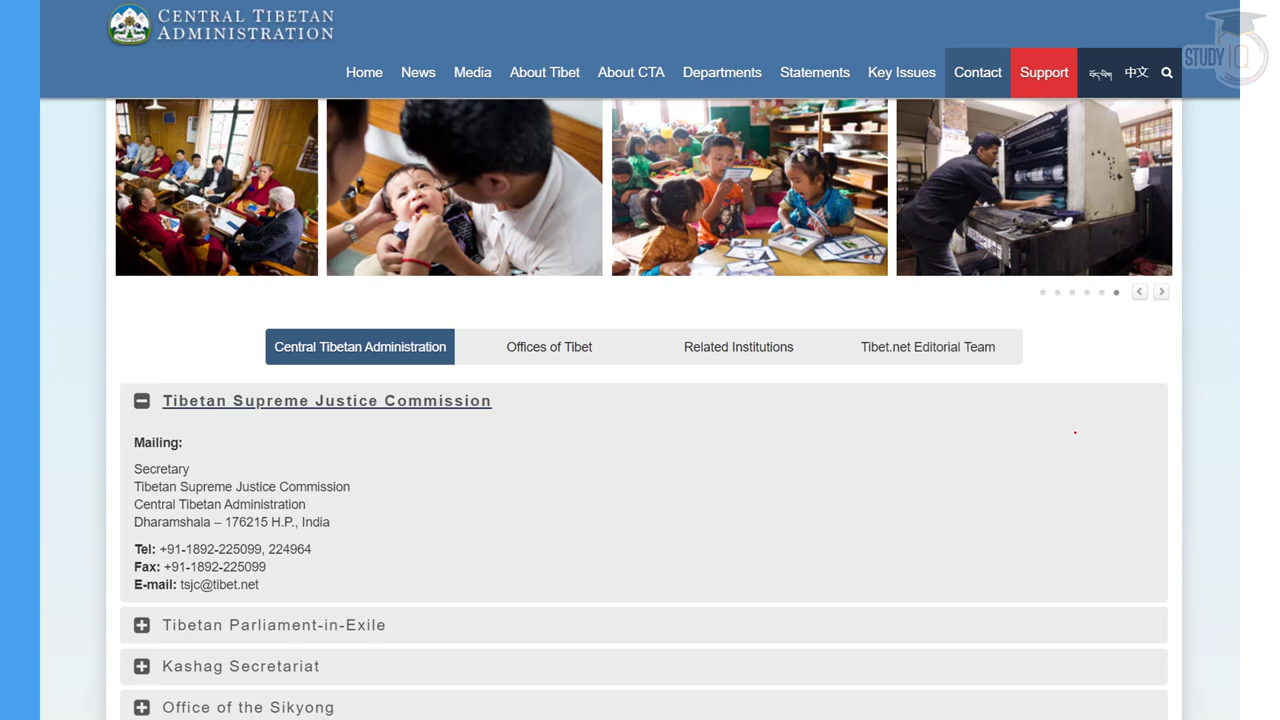 CENTRAL TIBETAN
ADMINISTRATION
STUDY IQ
Home News Media About Tibet About CTA Departments Statements Key Issues Contact Support བོད་ཡིག 中文
Central Tibetan Administration Offices of Tibet Related Institutions Tibet.net Editorial Team
Tibetan Supreme Justice Commission
Mailing:
Secretary
Tibetan Supreme Justice Commission
Central Tibetan Administration
Dharamshala – 176215 H.P., India
Tel: +91-1892-225099, 224964
Fax: +91-1892-225099
E-mail: tsjc@tibet.net
Tibetan Parliament-in-Exile
Kashag Secretariat
Office of the Sikyong